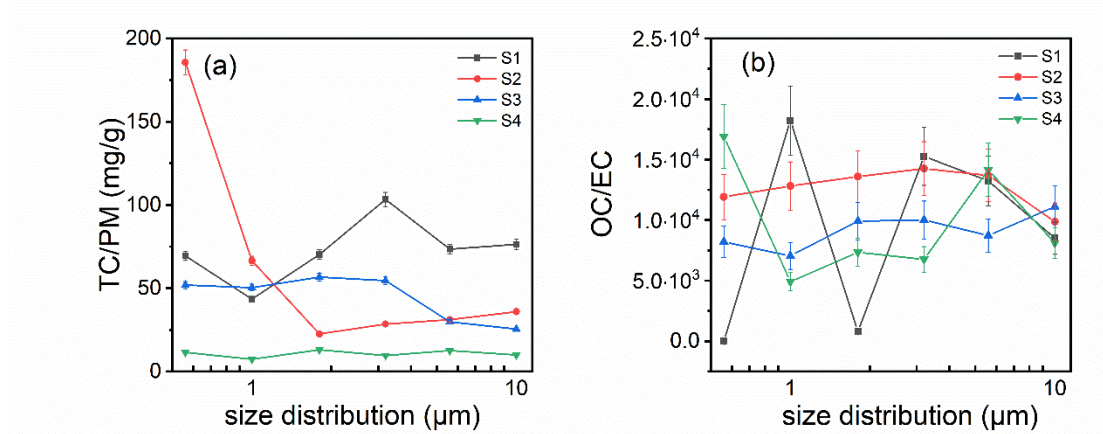 (a)
TC/PM (mg/g)
200
150
100
50
0
S1
S2
S3
S4
1
10
size distribution (μm)
(b)
OC/EC
2.5·10⁴
2.0·10⁴
1.5·10⁴
1.0·10⁴
5.0·10³
0.0
S1
S2
S3
S4
1
10
size distribution (μm)